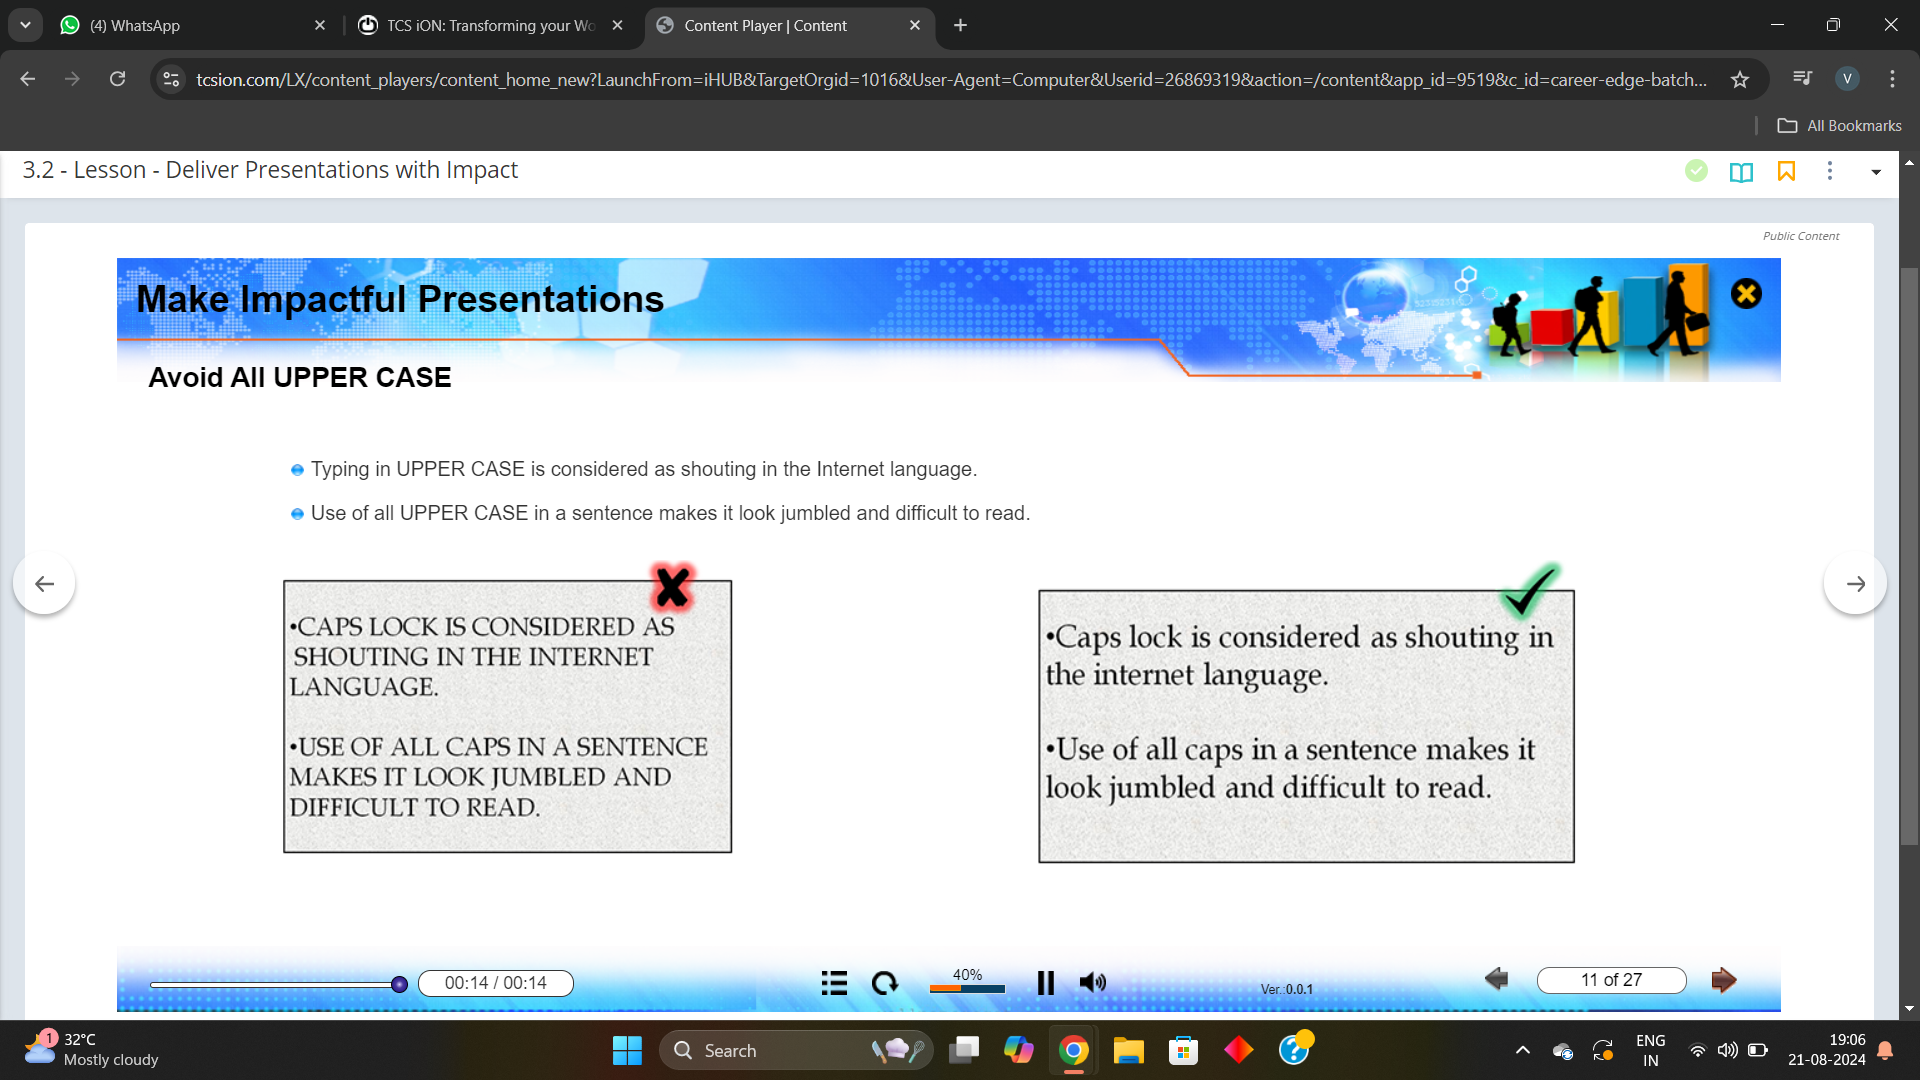 (4) WhatsApp
TCS iON: Transforming your Wo
Content Player | Content
tcsion.com/LX/content_players/content_home_new?LaunchFrom=iHUB&TargetOrgid=1016&User-Agent=Computer&Userid=26869319&action=/content&app_id=9519&c_id=career-edge-batch...
V
All Bookmarks
3.2 - Lesson - Deliver Presentations with Impact
Public Content
Make Impactful Presentations
Avoid All UPPER CASE
Typing in UPPER CASE is considered as shouting in the Internet language.
Use of all UPPER CASE in a sentence makes it look jumbled and difficult to read.
•CAPS LOCK IS CONSIDERED AS
SHOUTING IN THE INTERNET
LANGUAGE.
•USE OF ALL CAPS IN A SENTENCE
MAKES IT LOOK JUMBLED AND
DIFFICULT TO READ.
•Caps lock is considered as shouting in
the internet language.
•Use of all caps in a sentence makes it
look jumbled and difficult to read.
00:14 / 00:14
40%
Ver.:0.0.1
11 of 27
1
32°C
Mostly cloudy
Search
ENG
IN
19:06
21-08-2024